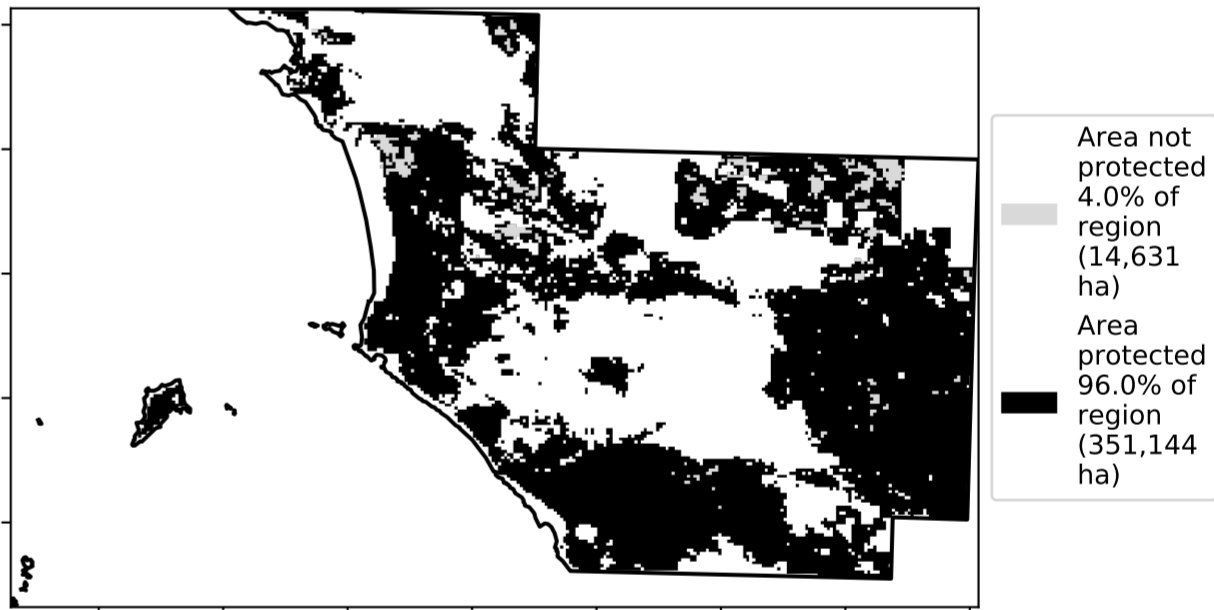 Area not
protected
4.0% of
region
(14,631
ha)
Area
protected
96.0% of
region
(351,144
ha)